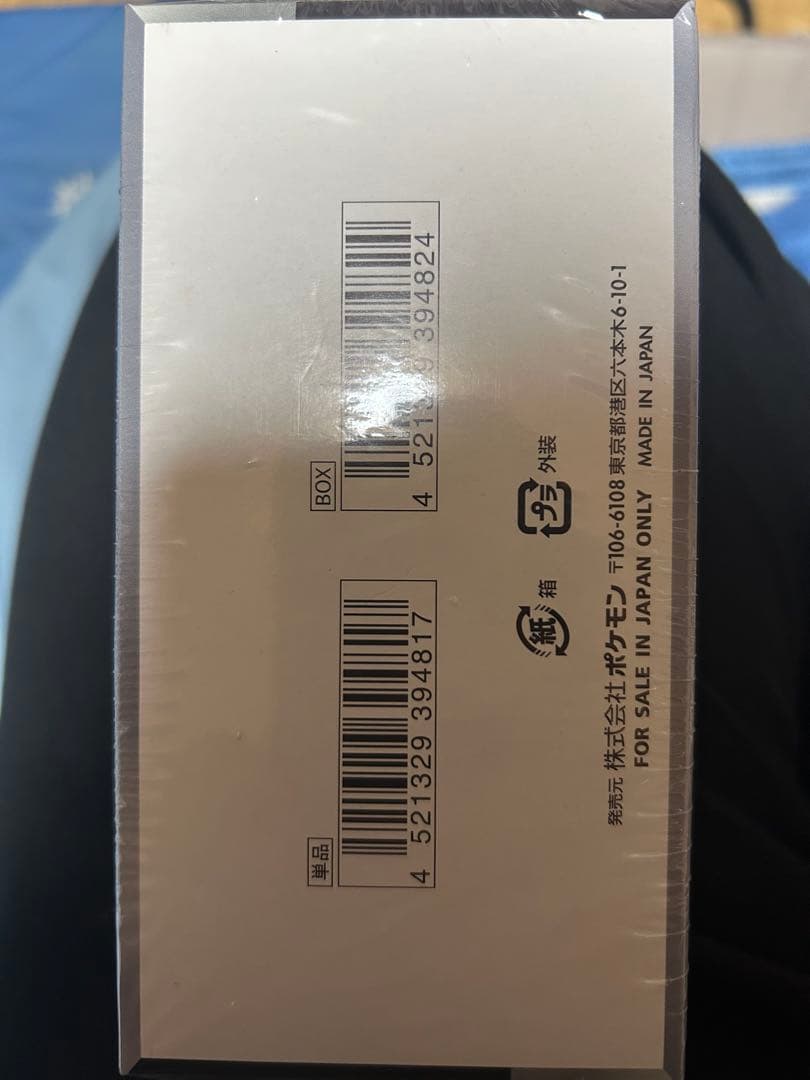 単品
4 521329 394817
BOX
4 521329 394824
紙 箱
プラ 外装
発売元 株式会社ポケモン 〒106-6108 東京都港区六本木6-10-1
FOR SALE IN JAPAN ONLY MADE IN JAPAN